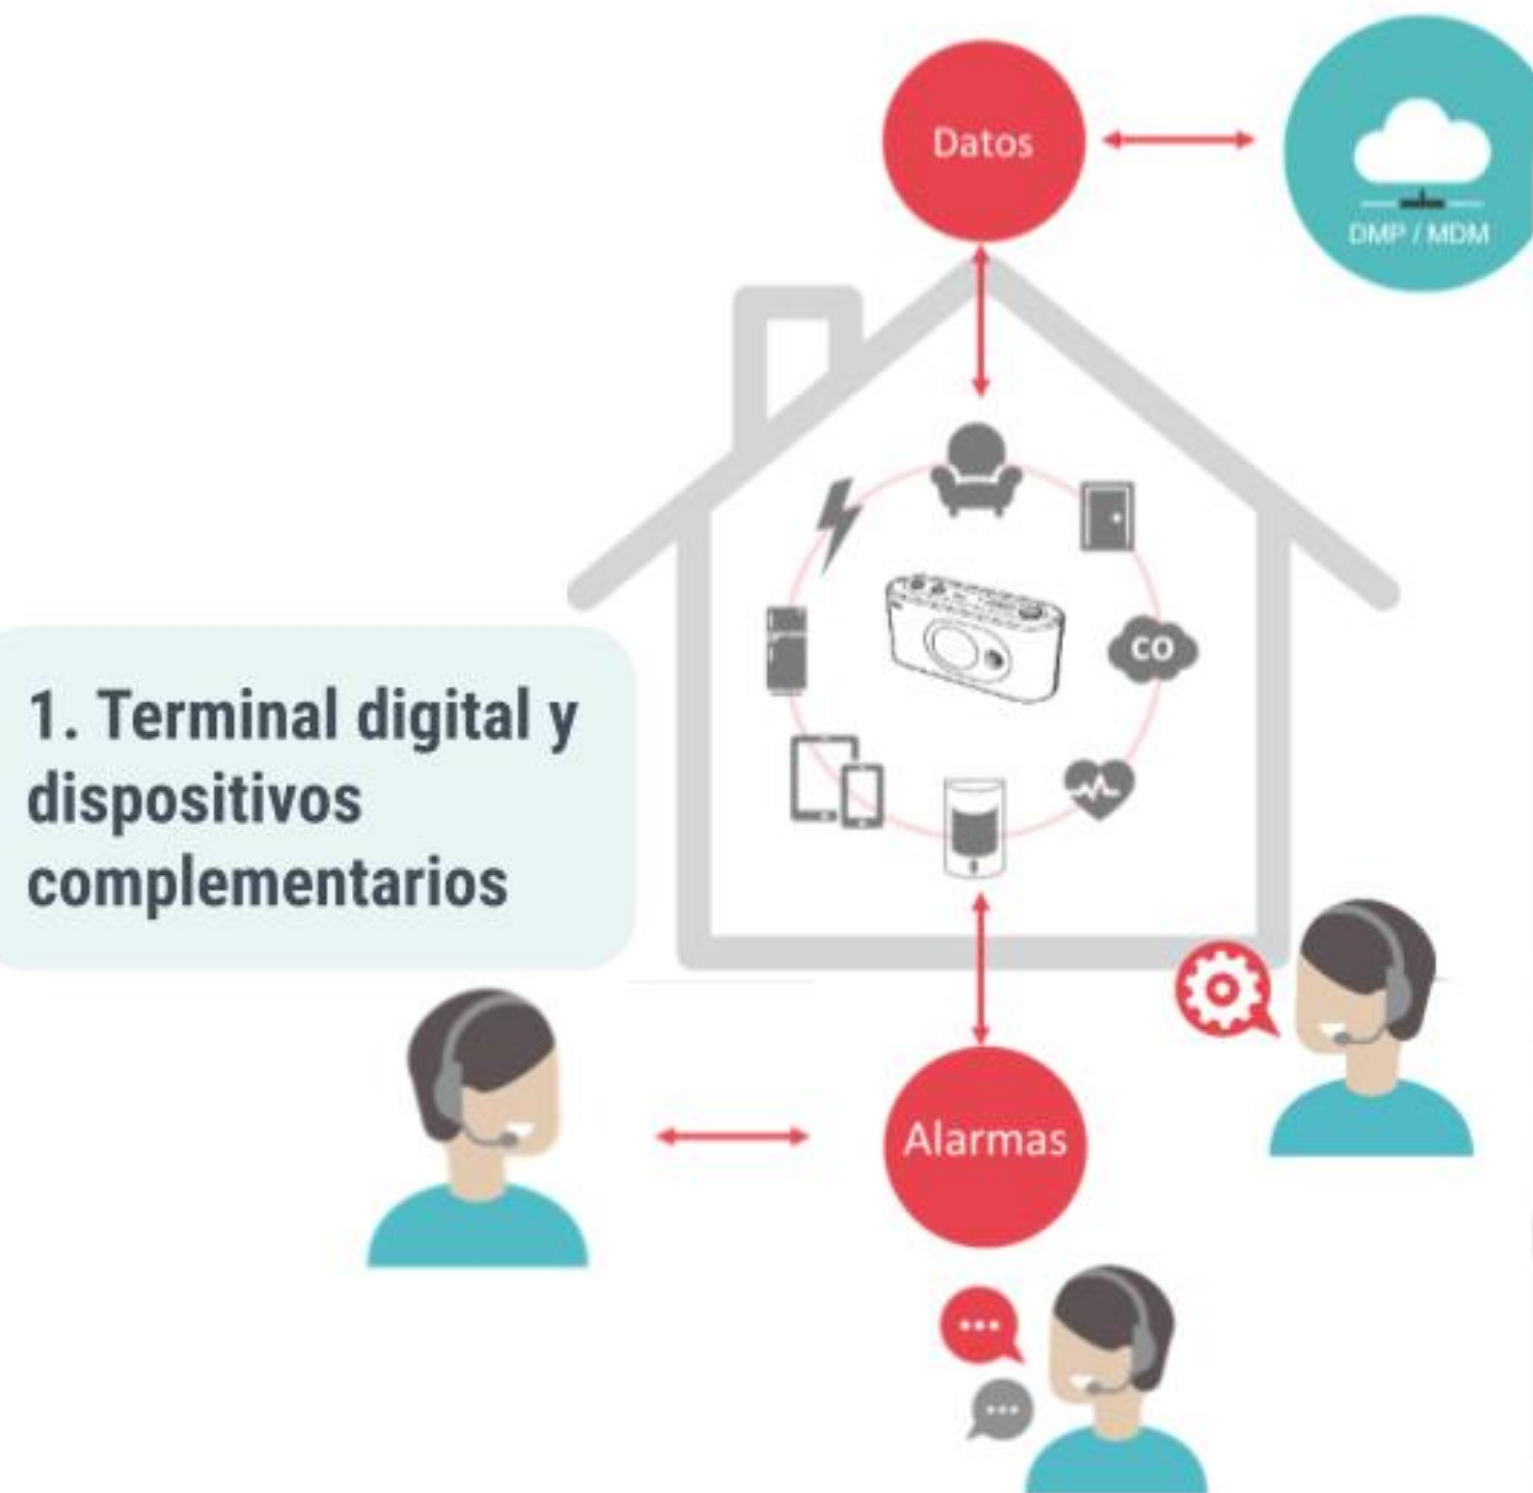 Datos
DMP / MDM
CO
1. Terminal digital y
dispositivos
complementarios
Alarmas